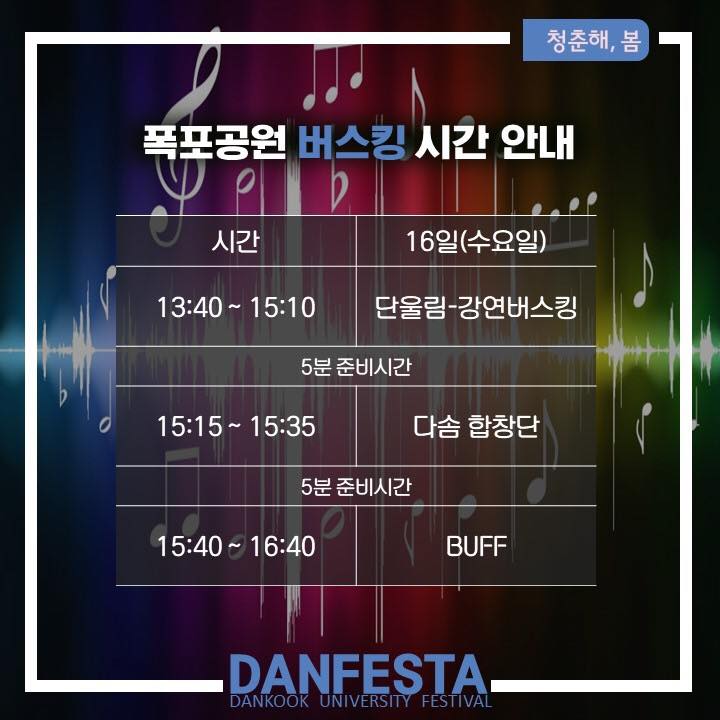 청춘해, 봄
폭포공원 버스킹 시간 안내
시간 16일(수요일)
13:40 ~ 15:10 단울림-강연버스킹
5분 준비시간
15:15 ~ 15:35 다솜 합창단
5분 준비시간
15:40 ~ 16:40 BUFF
DANFESTA
DANKOOK UNIVERSITY FESTIVAL